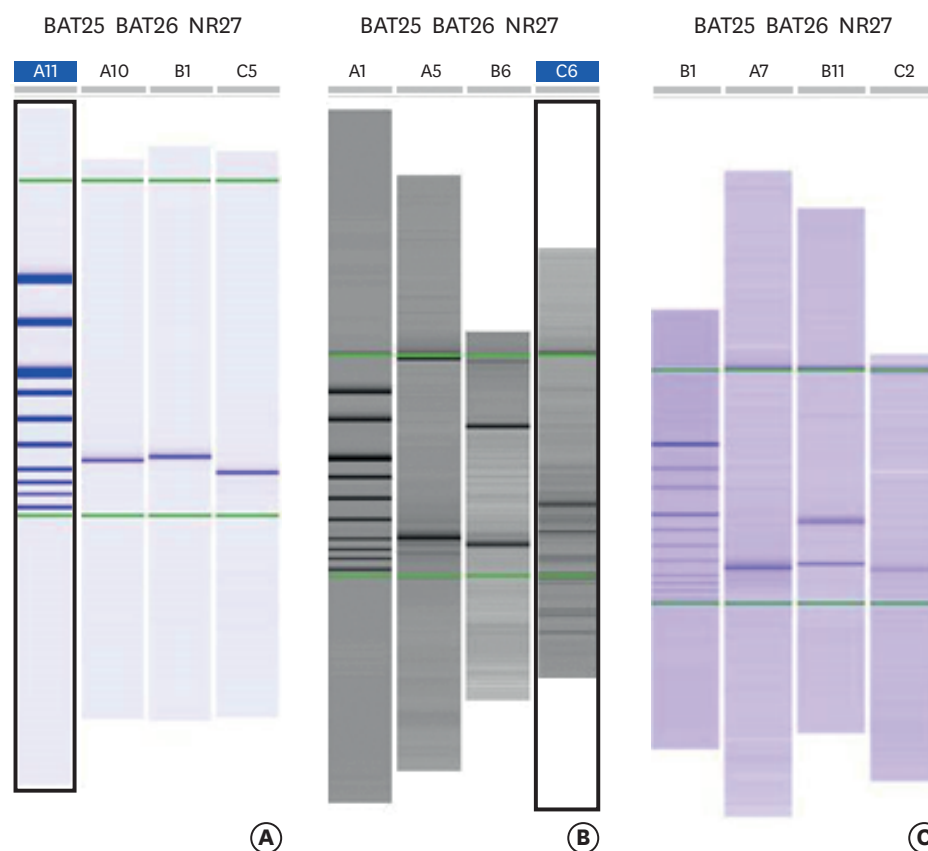 BAT25 BAT26 NR27
A11 A10 B1 C5
A
BAT25 BAT26 NR27
A1 A5 B6 C6
B
BAT25 BAT26 NR27
B1 A7 B11 C2
C